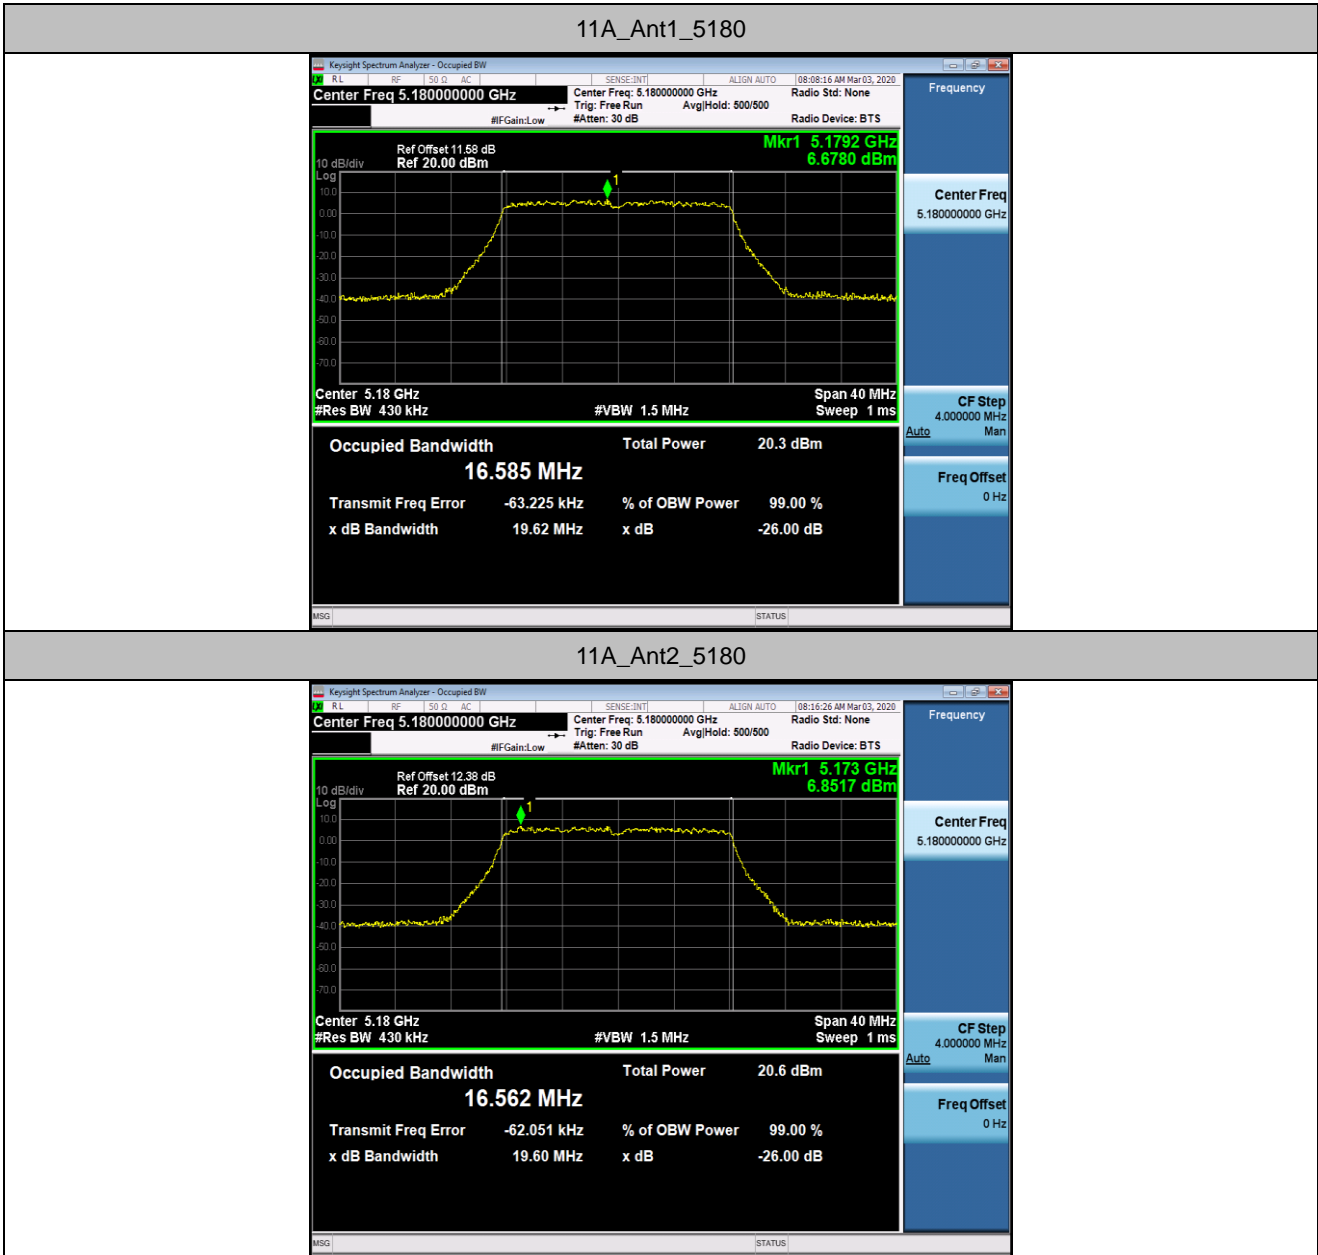 11A_Ant1_5180
Keysight Spectrum Analyzer - Occupied BW
LXI RL RF 50 Ω AC SENSE:INT ALIGN AUTO 08:08:16 AM Mar 03, 2020
Center Freq 5.180000000 GHz Center Freq: 5.180000000 GHz Radio Std: None Frequency
Trig: Free Run Avg|Hold: 500/500
#IFGain:Low #Atten: 30 dB Radio Device: BTS
Mkr1 5.1792 GHz
Ref Offset 11.58 dB
10 dB/div Ref 20.00 dBm 6.6780 dBm
Log
1
10.0
0.00
-10.0
-20.0
-30.0
-40.0
-50.0
-60.0
-70.0
Center Freq
5.180000000 GHz
Center 5.18 GHz Span 40 MHz
#Res BW 430 kHz #VBW 1.5 MHz Sweep 1 ms
CF Step
4.000000 MHz
Auto Man
Occupied Bandwidth Total Power 20.3 dBm
16.585 MHz
Freq Offset
0 Hz
Transmit Freq Error -63.225 kHz % of OBW Power 99.00 %
x dB Bandwidth 19.62 MHz x dB -26.00 dB
MSG STATUS
11A_Ant2_5180
Keysight Spectrum Analyzer - Occupied BW
LXI RL RF 50 Ω AC SENSE:INT ALIGN AUTO 08:16:26 AM Mar 03, 2020
Center Freq 5.180000000 GHz Center Freq: 5.180000000 GHz Radio Std: None Frequency
Trig: Free Run Avg|Hold: 500/500
#IFGain:Low #Atten: 30 dB Radio Device: BTS
Mkr1 5.173 GHz
Ref Offset 12.38 dB
10 dB/div Ref 20.00 dBm 6.8517 dBm
Log
1
10.0
0.00
-10.0
-20.0
-30.0
-40.0
-50.0
-60.0
-70.0
Center Freq
5.180000000 GHz
Center 5.18 GHz Span 40 MHz
#Res BW 430 kHz #VBW 1.5 MHz Sweep 1 ms
CF Step
4.000000 MHz
Auto Man
Occupied Bandwidth Total Power 20.6 dBm
16.562 MHz
Freq Offset
0 Hz
Transmit Freq Error -62.051 kHz % of OBW Power 99.00 %
x dB Bandwidth 19.60 MHz x dB -26.00 dB
MSG STATUS